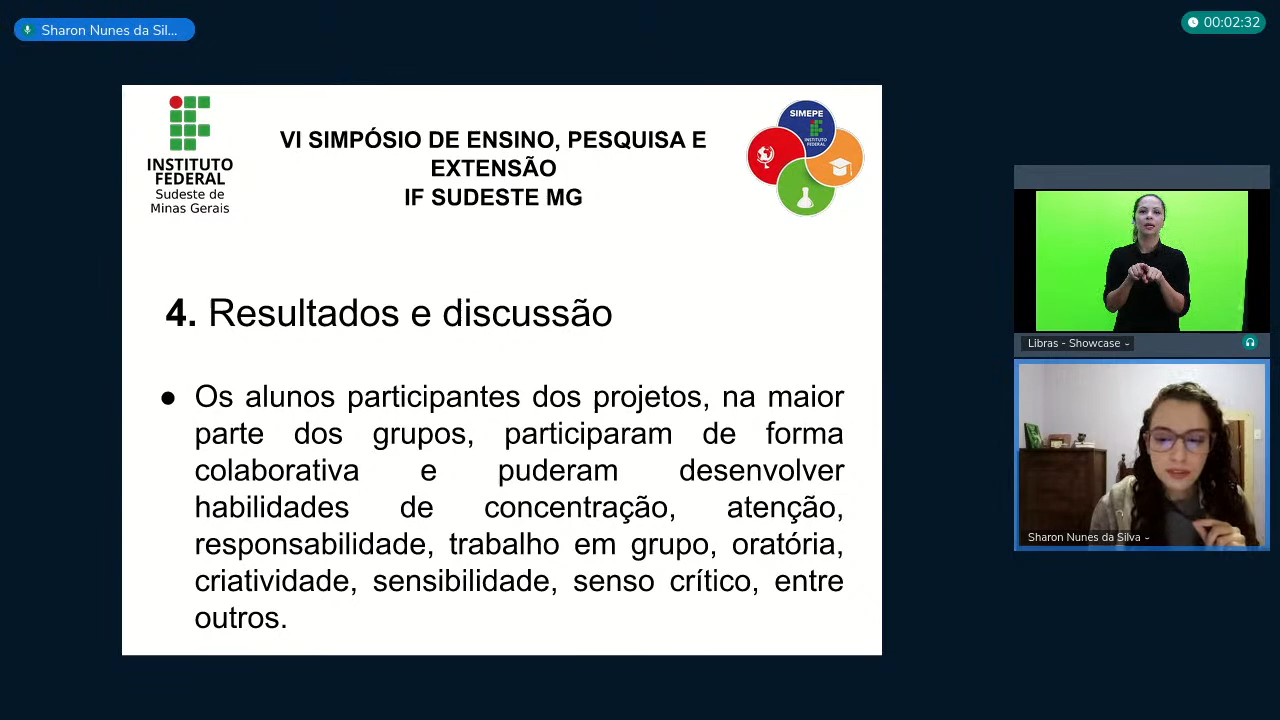 Sharon Nunes da Sil...
00:02:32
INSTITUTO
FEDERAL
Sudeste de
Minas Gerais
VI SIMPÓSIO DE ENSINO, PESQUISA E
EXTENSÃO
IF SUDESTE MG
SIMEPE
INSTITUTO
FEDERAL
4. Resultados e discussão
● Os alunos participantes dos projetos, na maior
parte dos grupos, participaram de forma
colaborativa e puderam desenvolver
habilidades de concentração, atenção,
responsabilidade, trabalho em grupo, oratória,
criatividade, sensibilidade, senso crítico, entre
outros.
Libras - Showcase
Sharon Nunes da Silva